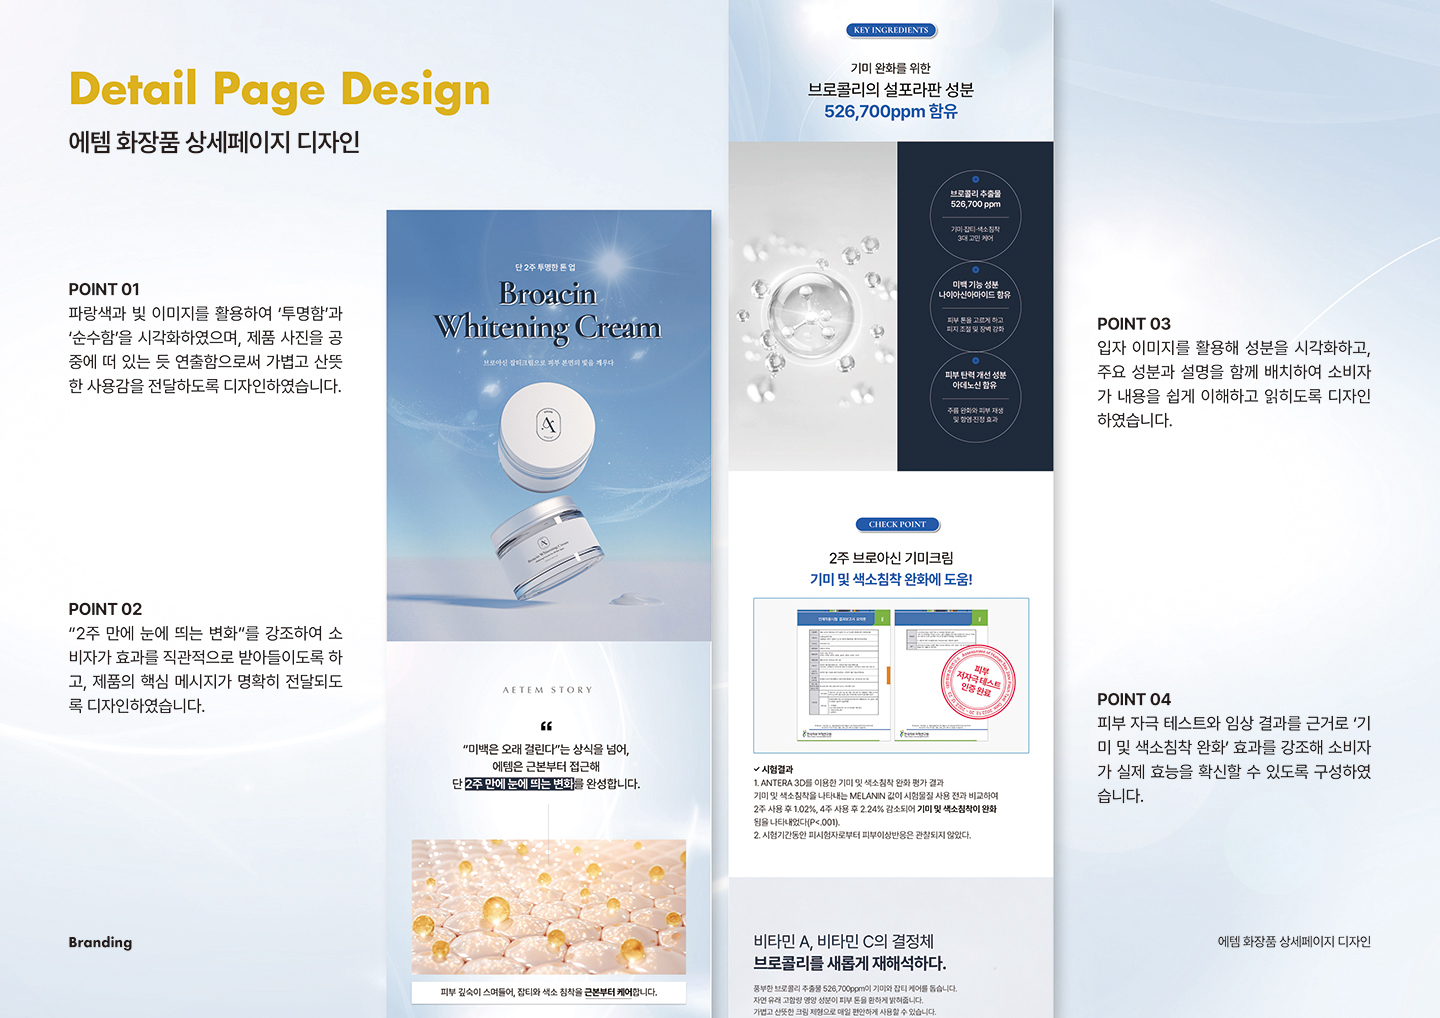 Detail Page Design
에템 화장품 상세페이지 디자인
POINT 01
파랑색과 빛 이미지를 활용하여 ‘투명함’과
‘순수함’을 시각화하였으며, 제품 사진을 공
중에 떠 있는 듯 연출함으로써 가볍고 산뜻
한 사용감을 전달하도록 디자인하였습니다.
POINT 02
“2주 만에 눈에 띄는 변화”를 강조하여 소
비자가 효과를 직관적으로 받아들이도록 하
고, 제품의 핵심 메시지가 명확히 전달되도
록 디자인하였습니다.
Branding
단 2주 투명한 톤 업
Broacin
Whitening Cream
브로아신 잡티크림으로 피부 본연의 빛을 깨우다
A
Broacin Whitening Cream
AETEM STORY
“
“미백은 오래 걸린다”는 상식을 넘어,
에템은 근본부터 접근해
단 2주 만에 눈에 띄는 변화를 완성합니다.
피부 깊숙이 스며들어, 잡티와 색소 침착을 근본부터 케어합니다.
KEY INGREDIENTS
기미 완화를 위한
브로콜리의 설포라판 성분
526,700ppm 함유
브로콜리 추출물
526,700 ppm
기미·잡티·색소침착
3대 고민 케어
미백 기능 성분
나이아신아마이드 함유
피부 톤을 고르게 하고
피지 조절 및 장벽 강화
피부 탄력 개선 성분
아데노신 함유
주름 완화와 피부 재생
및 항염·진정 효과
CHECK POINT
2주 브로아신 기미크림
기미 및 색소침착 완화에 도움!
인체적용시험 결과보고서 요약본
피부
저자극 테스트
인증 완료
시험결과
1. ANTERA 3D를 이용한 기미 및 색소침착 완화 평가 결과
기미 및 색소침착을 나타내는 MELANIN 값이 시험물질 사용 전과 비교하여
2주 사용 후 1.02%, 4주 사용 후 2.24% 감소되어 기미 및 색소침착이 완화
됨을 나타내었다(P<.001).
2. 시험기간동안 피시험자로부터 피부이상반응은 관찰되지 않았다.
비타민 A, 비타민 C의 결정체
브로콜리를 새롭게 재해석하다.
풍부한 브로콜리 추출물 526,700ppm이 기미와 잡티 케어를 돕습니다.
자연 유래 고함량 영양 성분이 피부 톤을 환하게 밝혀줍니다.
가볍고 산뜻한 크림 제형으로 매일 편안하게 사용할 수 있습니다.
POINT 03
입자 이미지를 활용해 성분을 시각화하고,
주요 성분과 설명을 함께 배치하여 소비자
가 내용을 쉽게 이해하고 읽히도록 디자인
하였습니다.
POINT 04
피부 자극 테스트와 임상 결과를 근거로 ‘기
미 및 색소침착 완화’ 효과를 강조해 소비자
가 실제 효능을 확신할 수 있도록 구성하였
습니다.
에템 화장품 상세페이지 디자인